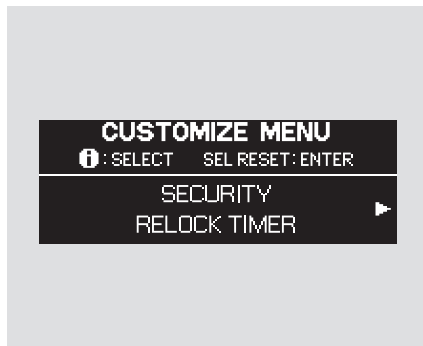 CUSTOMIZE MENU
i: SELECT SEL RESET: ENTER
SECURITY
RELOCK TIMER